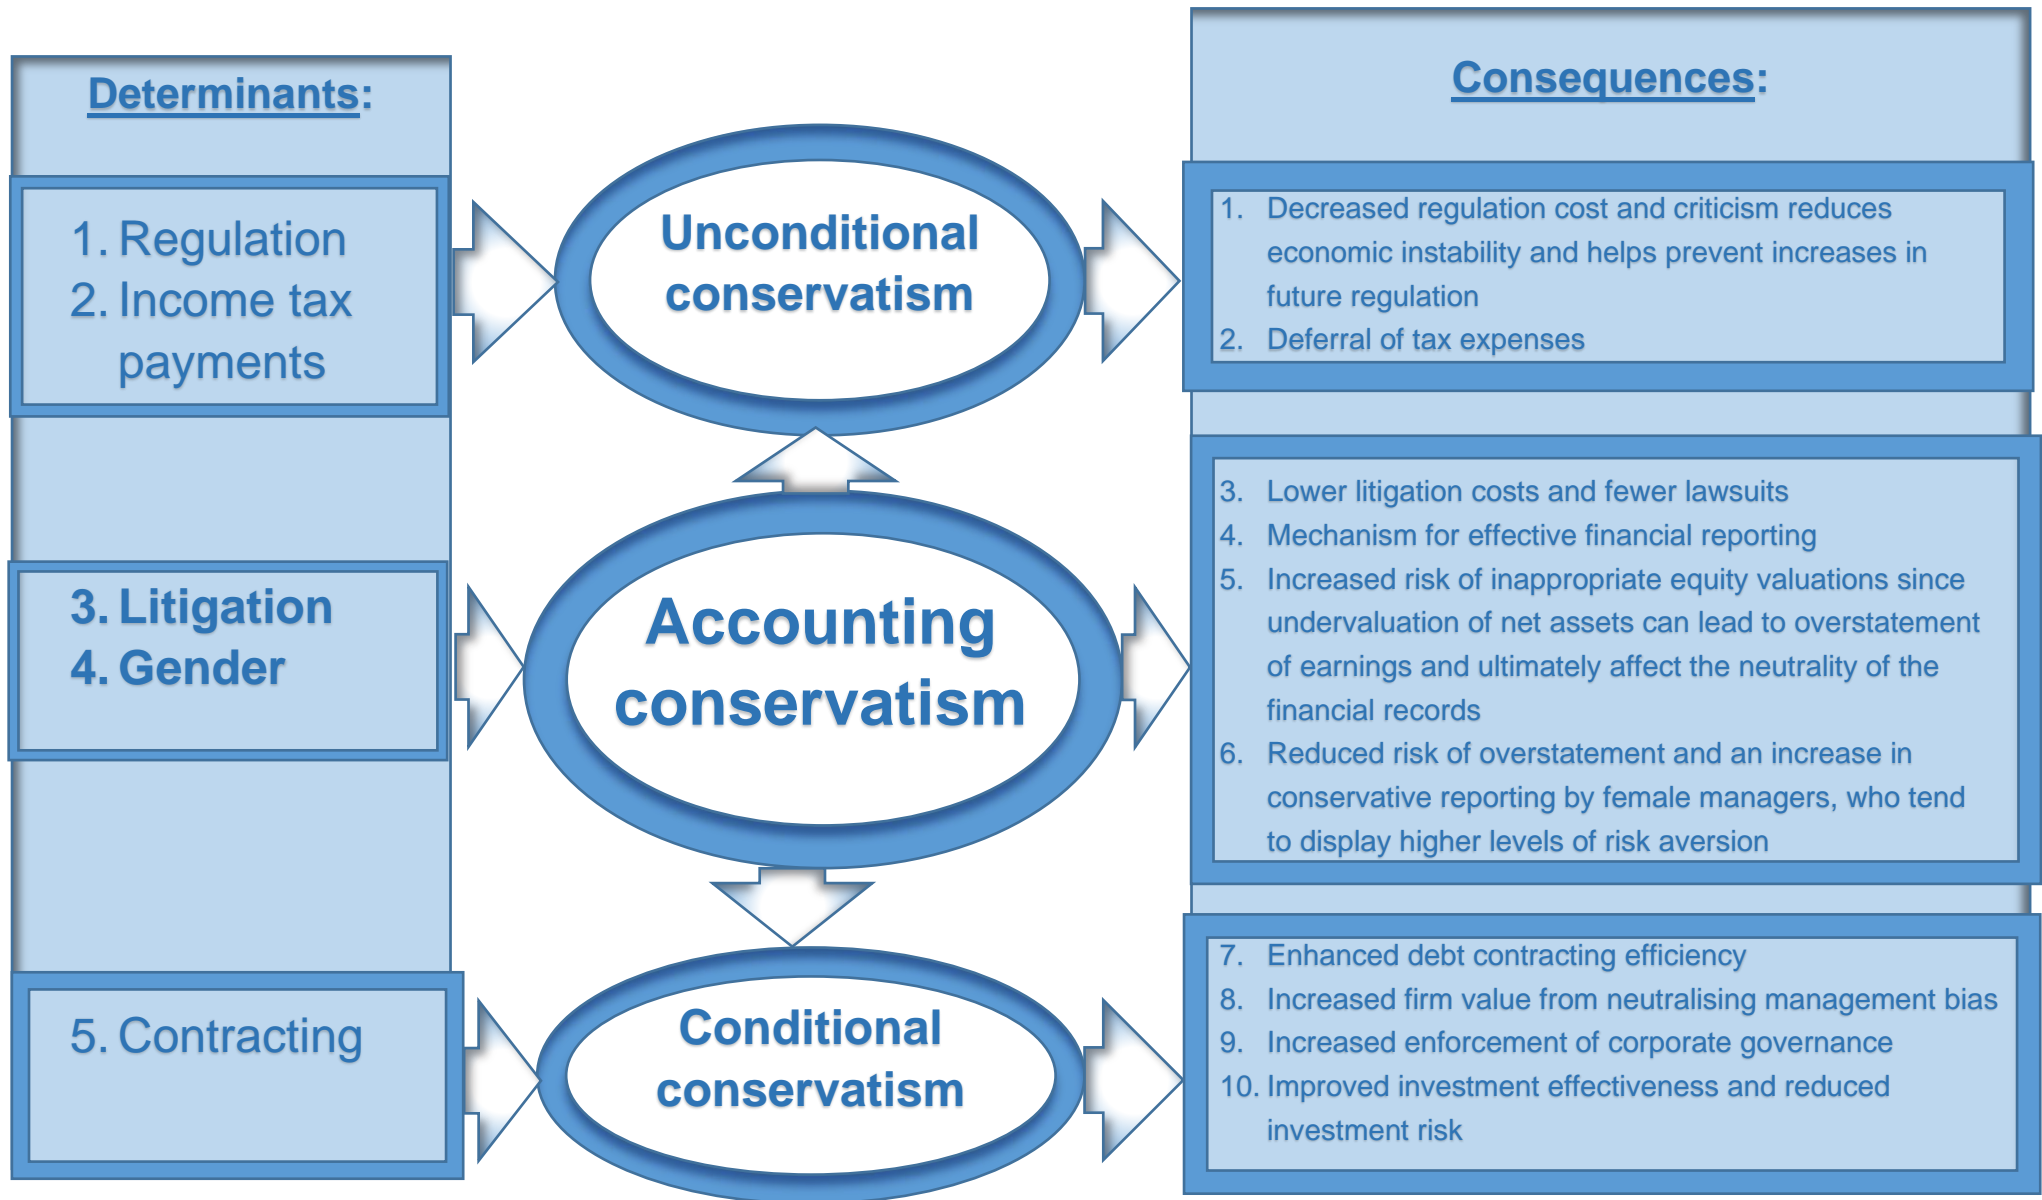 Determinants:
1. Regulation
2. Income tax
payments
3. Litigation
4. Gender
5. Contracting
Unconditional
conservatism
Accounting
conservatism
Conditional
conservatism
Consequences:
1. Decreased regulation cost and criticism reduces
economic instability and helps prevent increases in
future regulation
2. Deferral of tax expenses
3. Lower litigation costs and fewer lawsuits
4. Mechanism for effective financial reporting
5. Increased risk of inappropriate equity valuations since
undervaluation of net assets can lead to overstatement
of earnings and ultimately affect the neutrality of the
financial records
6. Reduced risk of overstatement and an increase in
conservative reporting by female managers, who tend
to display higher levels of risk aversion
7. Enhanced debt contracting efficiency
8. Increased firm value from neutralising management bias
9. Increased enforcement of corporate governance
10. Improved investment effectiveness and reduced
investment risk